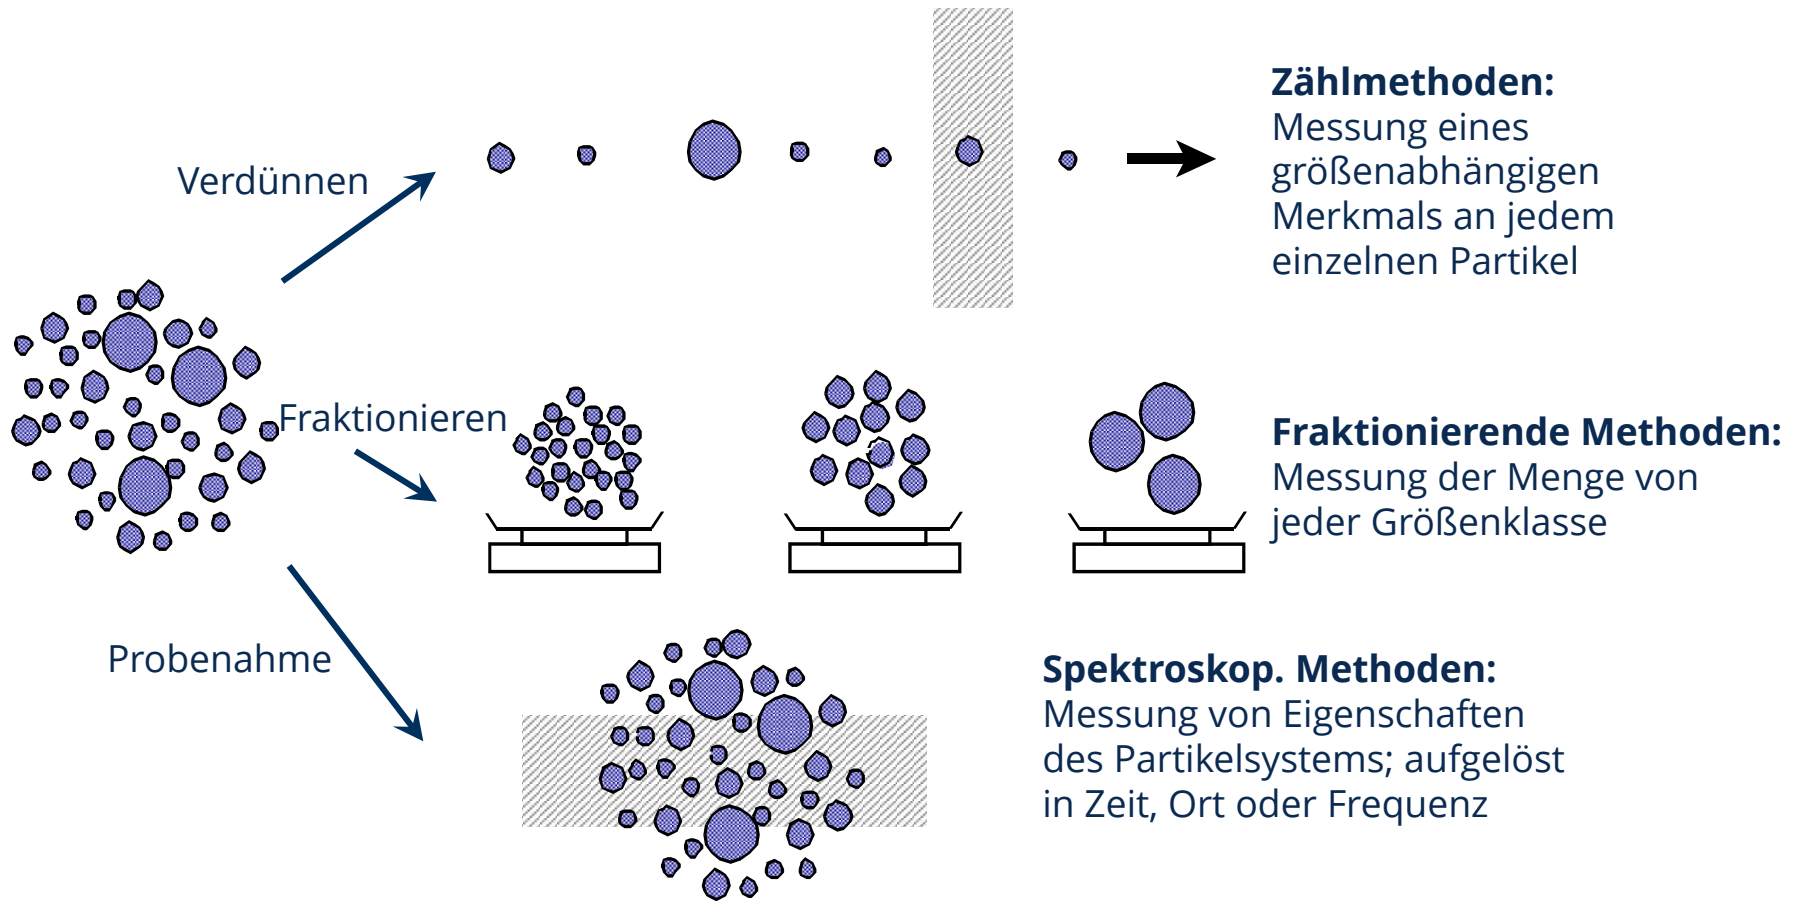 Verdünnen
Zählmethoden:
Messung eines
größenabhängigen
Merkmals an jedem
einzelnen Partikel
Fraktionieren
Fraktionierende Methoden:
Messung der Menge von
jeder Größenklasse
Probenahme
Spektroskop. Methoden:
Messung von Eigenschaften
des Partikelsystems; aufgelöst
in Zeit, Ort oder Frequenz